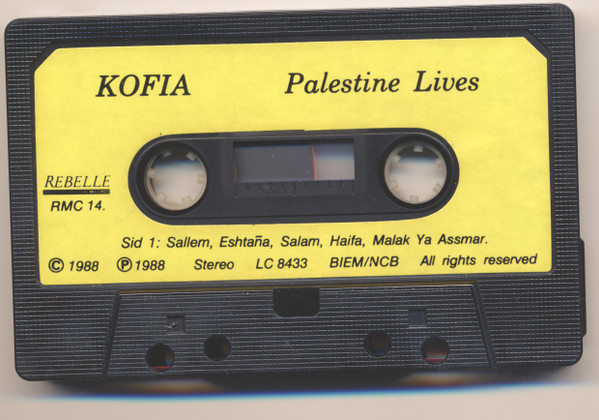 KOFIA Palestine Lives
REBELLE
RMC 14.
Sid 1: Sallem, Eshtaña, Salam, Haifa, Malak Ya Assmar.
© 1988 ℗ 1988 Stereo LC 8433 BIEM/NCB All rights reserved